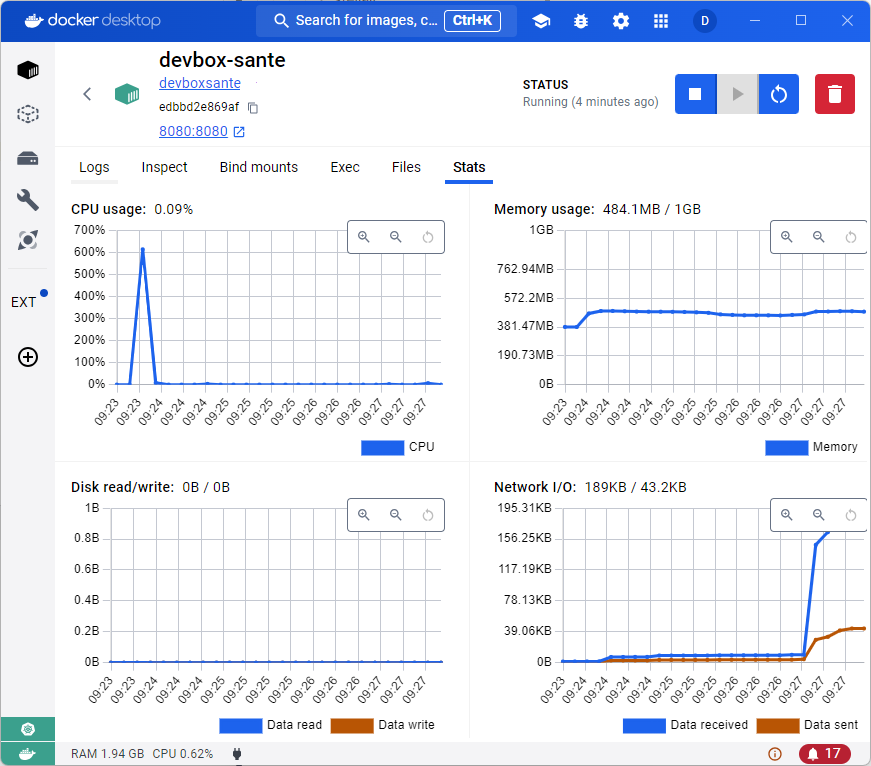 docker desktop
Search for images, c... Ctrl+K
D
devbox-sante
devboxsante
edbbd2e869af
8080:8080
STATUS
Running (4 minutes ago)
Logs Inspect Bind mounts Exec Files Stats
EXT
CPU usage: 0.09%
700%
600%
500%
400%
300%
200%
100%
0%
09:23 09:23 09:24 09:24 09:24 09:24 09:25 09:25 09:25 09:26 09:26 09:26 09:27 09:27 09:27
CPU
Memory usage: 484.1MB / 1GB
1GB
762.94MB
572.2MB
381.47MB
190.73MB
0B
09:23 09:24 09:24 09:24 09:24 09:25 09:25 09:25 09:26 09:26 09:26 09:27 09:27 09:27
Memory
Disk read/write: 0B / 0B
1B
0.8B
0.6B
0.4B
0.2B
0B
09:23 09:23 09:24 09:24 09:24 09:24 09:25 09:25 09:25 09:26 09:26 09:26 09:27 09:27 09:27
Data read Data write
Network I/O: 189KB / 43.2KB
195.31KB
156.25KB
117.19KB
78.13KB
39.06KB
0B
09:23 09:24 09:24 09:24 09:24 09:25 09:25 09:25 09:26 09:26 09:26 09:27 09:27 09:27
Data received Data sent
RAM 1.94 GB CPU 0.62%
17